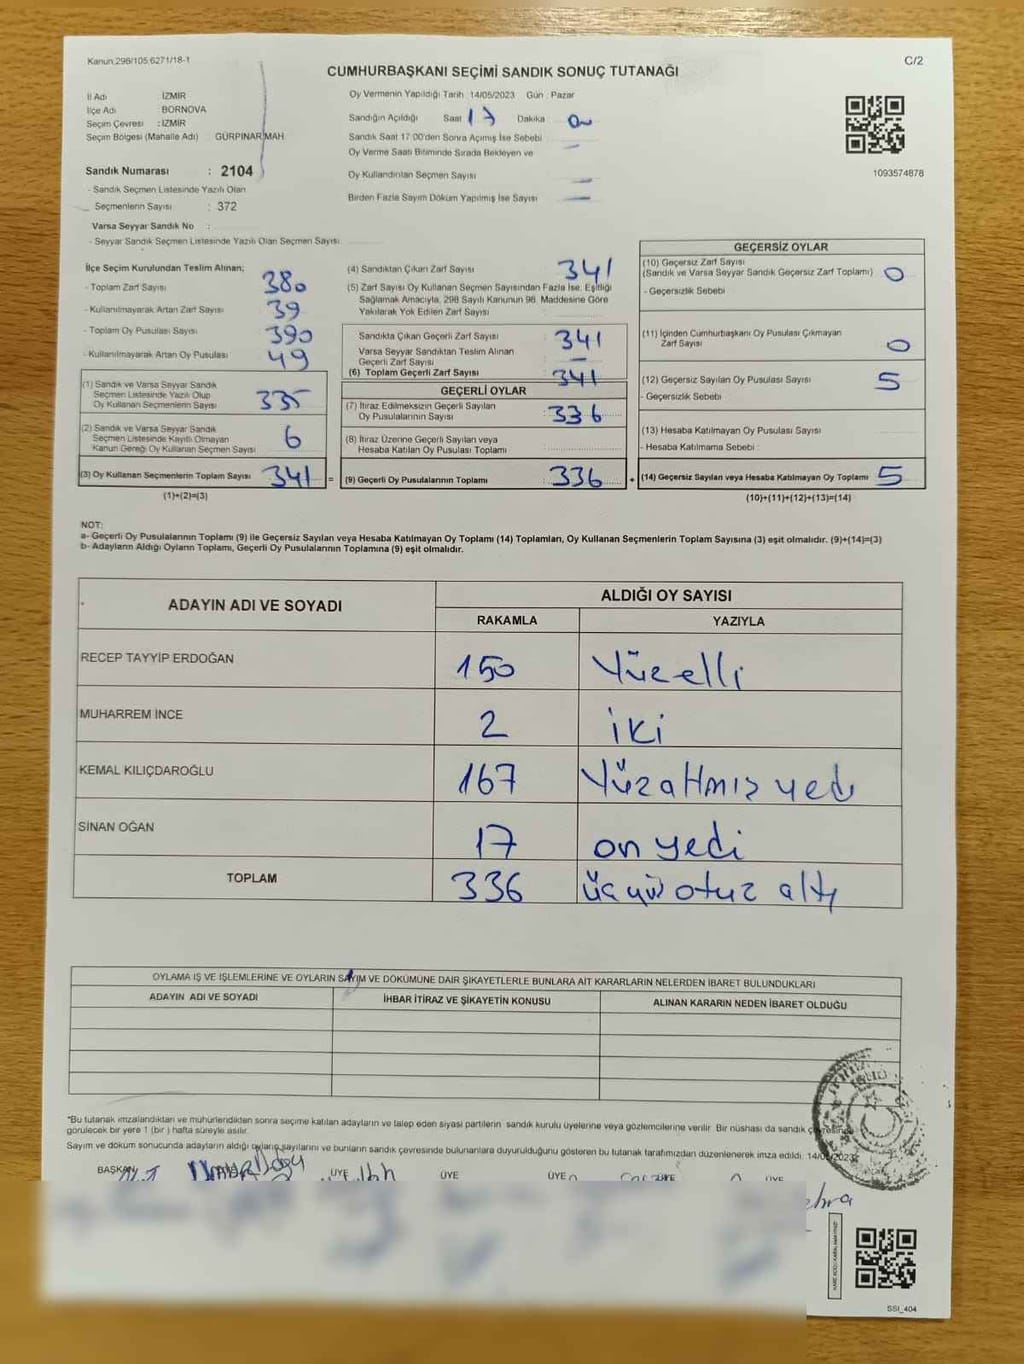 Kanun 298/105 6271/18-1
C/2
CUMHURBAŞKANI SEÇİMİ SANDIK SONUÇ TUTANAĞI
İl Adı : İZMİR
İlçe Adı : BORNOVA
Seçim Çevresi : İZMİR
Seçim Bölgesi (Mahalle Adı) GÜRPINAR MAH.
Sandık Numarası : 2104
- Sandık Seçmen Listesinde Yazılı Olan
Seçmenlerin Sayısı : 372
Varsa Seyyar Sandık No :
- Seyyar Sandık Seçmen Listesinde Yazılı Olan Seçmen Sayısı:
Oy Vermenin Yapıldığı Tarih 14/05/2023 Gün : Pazar
Sandığın Açıldığı Saat 17 Dakika 00
Sandık Saat 17:00'den Sonra Açılmış İse Sebebi
Oy Verme Saati Bitiminde Sırada Bekleyen ve
Oy Kullandırılan Seçmen Sayısı
Birden Fazla Sayım Döküm Yapılmış İse Sayısı
1093574878
İlçe Seçim Kurulundan Teslim Alınan;
- Toplam Zarf Sayısı 380
- Kullanılmayarak Artan Zarf Sayısı 39
- Toplam Oy Pusulası Sayısı 390
- Kullanılmayarak Artan Oy Pusulası 49
(1) Sandık ve Varsa Seyyar Sandık
Seçmen Listesinde Yazılı Olup
Oy Kullanan Seçmenlerin Sayısı 335
(2) Sandık ve Varsa Seyyar Sandık
Seçmen Listesinde Kayıtlı Olmayan
Kanun Gereği Oy Kullanan Seçmen Sayısı 6
(3) Oy Kullanan Seçmenlerin Toplam Sayısı 341 =
(1)+(2)=(3)
(4) Sandıktan Çıkan Zarf Sayısı 341
(5) Zarf Sayısı Oy Kullanan Seçmen Sayısından Fazla İse, Eşitliği
Sağlamak Amacıyla, 298 Sayılı Kanunun 98. Maddesine Göre
Yakılarak Yok Edilen Zarf Sayısı
Sandıkta Çıkan Geçerli Zarf Sayısı 341
Varsa Seyyar Sandıktan Teslim Alınan
Geçerli Zarf Sayısı
(6) Toplam Geçerli Zarf Sayısı 341
GEÇERLİ OYLAR
(7) İtiraz Edilmeksizin Geçerli Sayılan
Oy Pusulalarının Sayısı 336
(8) İtiraz Üzerine Geçerli Sayılan veya
Hesaba Katılan Oy Pusulası Toplamı
(9) Geçerli Oy Pusulalarının Toplamı 336 +
GEÇERSİZ OYLAR
(10) Geçersiz Zarf Sayısı
(Sandık ve Varsa Seyyar Sandık Geçersiz Zarf Toplamı) 0
- Geçersizlik Sebebi
(11) İçinden Cumhurbaşkanı Oy Pusulası Çıkmayan
Zarf Sayısı 0
(12) Geçersiz Sayılan Oy Pusulası Sayısı 5
- Geçersizlik Sebebi
(13) Hesaba Katılmayan Oy Pusulası Sayısı
- Hesaba Katılmama Sebebi
(14) Geçersiz Sayılan veya Hesaba Katılmayan Oy Toplamı 5
(10)+(11)+(12)+(13)=(14)
NOT:
a- Geçerli Oy Pusulalarının Toplamı (9) ile Geçersiz Sayılan veya Hesaba Katılmayan Oy Toplamı (14) Toplamları, Oy Kullanan Seçmenlerin Toplam Sayısına (3) eşit olmalıdır. (9)+(14)=(3)
b- Adayların Aldığı Oyların Toplamı, Geçerli Oy Pusulalarının Toplamına (9) eşit olmalıdır.
ADAYIN ADI VE SOYADI ALDIĞI OY SAYISI
RAKAMLA YAZIYLA
RECEP TAYYİP ERDOĞAN 150 Yüzelli
MUHARREM İNCE 2 iki
KEMAL KILIÇDAROĞLU 167 Yüzaltmış yedi
SİNAN OĞAN 17 on yedi
TOPLAM 336 üçyüz otuz altı
OYLAMA İŞ VE İŞLEMLERİNE VE OYLARIN SAYIM VE DÖKÜMÜNE DAİR ŞİKAYETLERLE BUNLARA AİT KARARLARIN NELERDEN İBARET BULUNDUKLARI
ADAYIN ADI VE SOYADI İHBAR İTİRAZ VE ŞİKAYETİN KONUSU ALINAN KARARIN NEDEN İBARET OLDUĞU
*Bu tutanak imzalandıktan ve mühürlendikten sonra seçime katılan adayların ve talep eden siyasi partilerin sandık kurulu üyelerine veya gözlemcilerine verilir. Bir nüshası da sandık çevresinde
görülecek bir yere 1 (bir) hafta süreyle asılır.
Sayım ve döküm sonucunda adayların aldığı oyların sayılarını ve bunların sandık çevresinde bulunanlara duyurulduğunu gösteren bu tutanak tarafımızdan düzenlenerek imza edildi. 14/05/2023
BAŞKAN ÜYE ÜYE ÜYE ÜYE
SSI_404